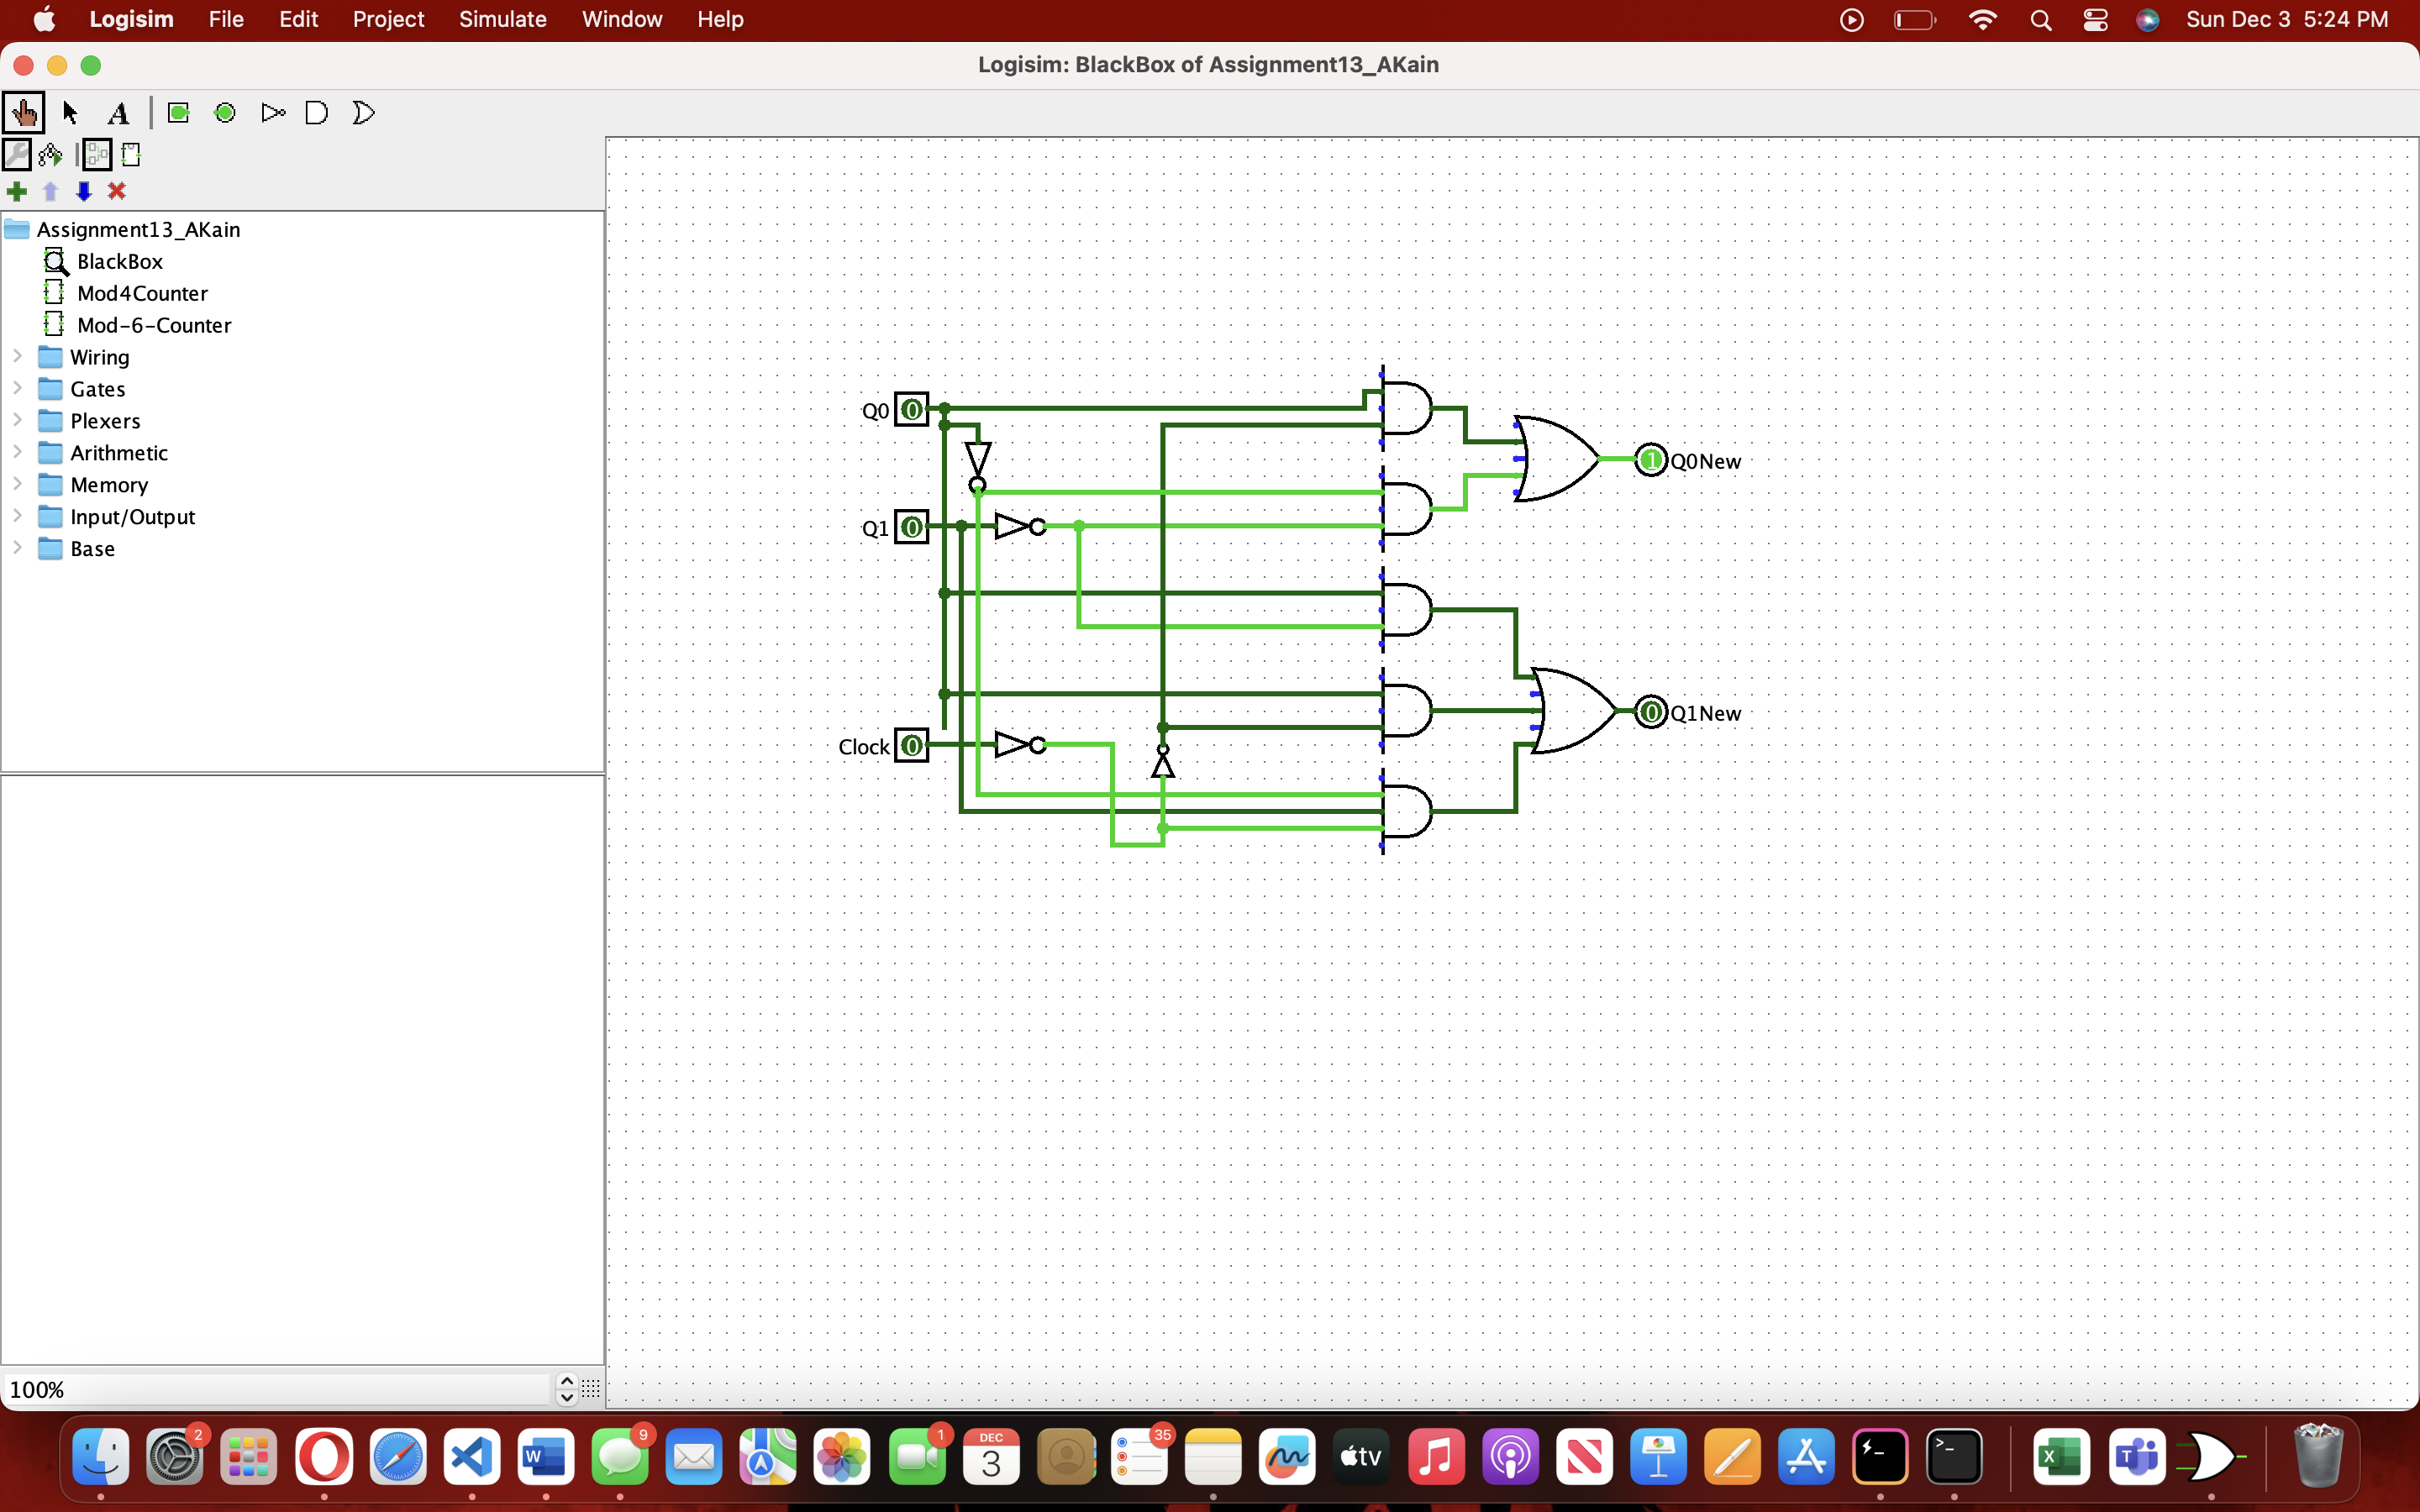 Logisim File Edit Project Simulate Window Help Sun Dec 3 5:24 PM
Logisim: BlackBox of Assignment13_AKain
A
Assignment13_AKain
BlackBox
Mod4Counter
Mod-6-Counter
Wiring
Gates
Plexers
Arithmetic
Memory
Input/Output
Base
Q0 0
1 Q0New
Q1 0
0 Q1New
Clock 0
100%
2 9 1 35
DEC
3
W
tv
>_
X
T